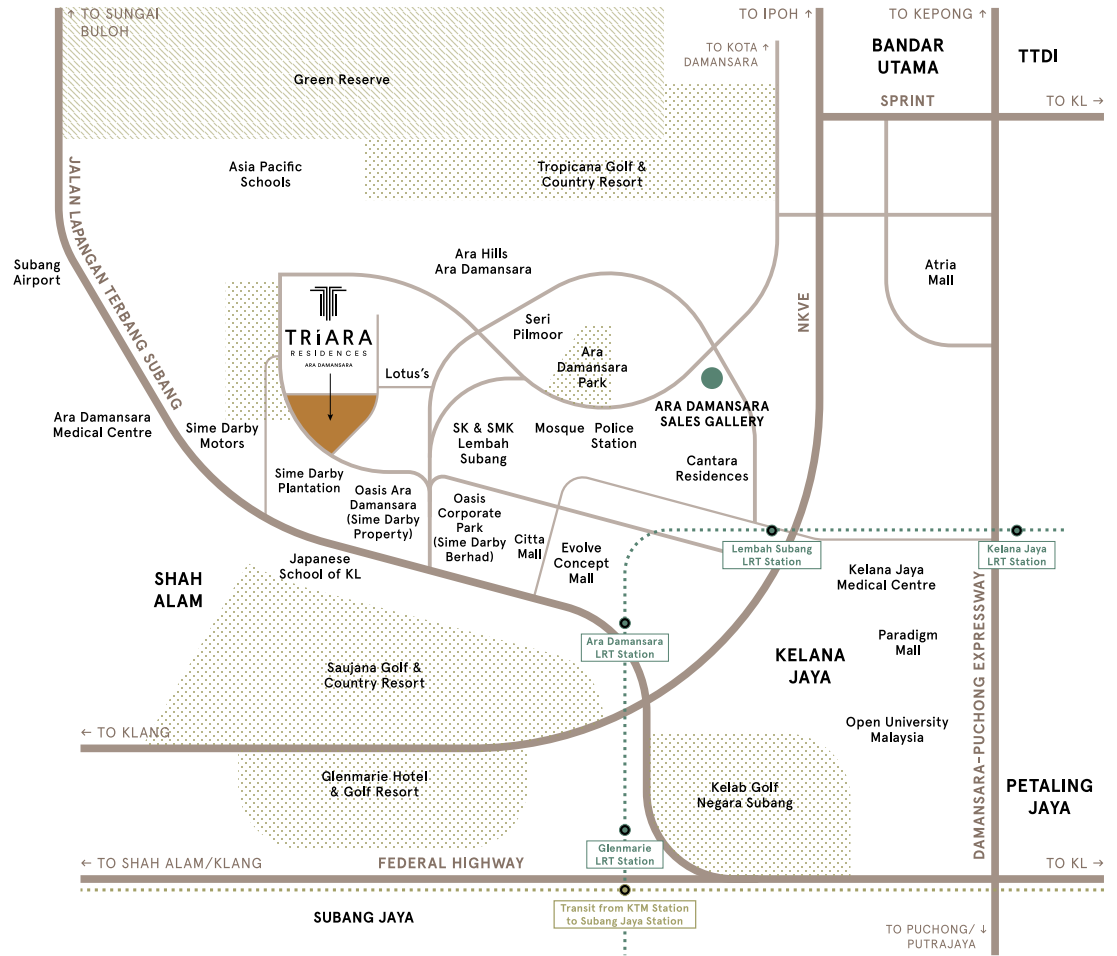 ↑ TO SUNGAI
BULOH
TO IPOH ↑
TO KEPONG ↑
TO KOTA ↑
DAMANSARA
BANDAR
UTAMA
TTDI
Green Reserve
SPRINT
TO KL →
JALAN LAPANGAN TERBANG SUBANG
Asia Pacific
Schools
Tropicana Golf &
Country Resort
Subang
Airport
Ara Hills
Ara Damansara
Atria
Mall
NKVE
TRiARA
RESIDENCES
ARA DAMANSARA
Seri
Pilmoor
Ara
Damansara
Park
Lotus's
ARA DAMANSARA
SALES GALLERY
Ara Damansara
Medical Centre
Sime Darby
Motors
SK & SMK
Lembah
Subang
Mosque
Police
Station
Cantara
Residences
Sime Darby
Plantation
Oasis Ara
Damansara
(Sime Darby
Property)
Oasis
Corporate
Park
(Sime Darby
Berhad)
Citta
Mall
Evolve
Concept
Mall
Lembah Subang
LRT Station
Kelana Jaya
LRT Station
Japanese
School of KL
Kelana Jaya
Medical Centre
SHAH
ALAM
Ara Damansara
LRT Station
Paradigm
Mall
KELANA
JAYA
DAMANSARA-PUCHONG EXPRESSWAY
Saujana Golf &
Country Resort
← TO KLANG
Open University
Malaysia
Glenmarie Hotel
& Golf Resort
Kelab Golf
Negara Subang
PETALING
JAYA
Glenmarie
LRT Station
← TO SHAH ALAM/KLANG
FEDERAL HIGHWAY
TO KL →
SUBANG JAYA
Transit from KTM Station
to Subang Jaya Station
TO PUCHONG/ ↓
PUTRAJAYA